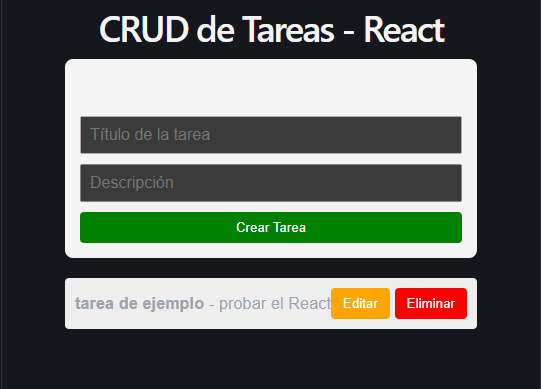 CRUD de Tareas - React
Título de la tarea
Descripción
Crear Tarea
tarea de ejemplo - probar el React Editar Eliminar